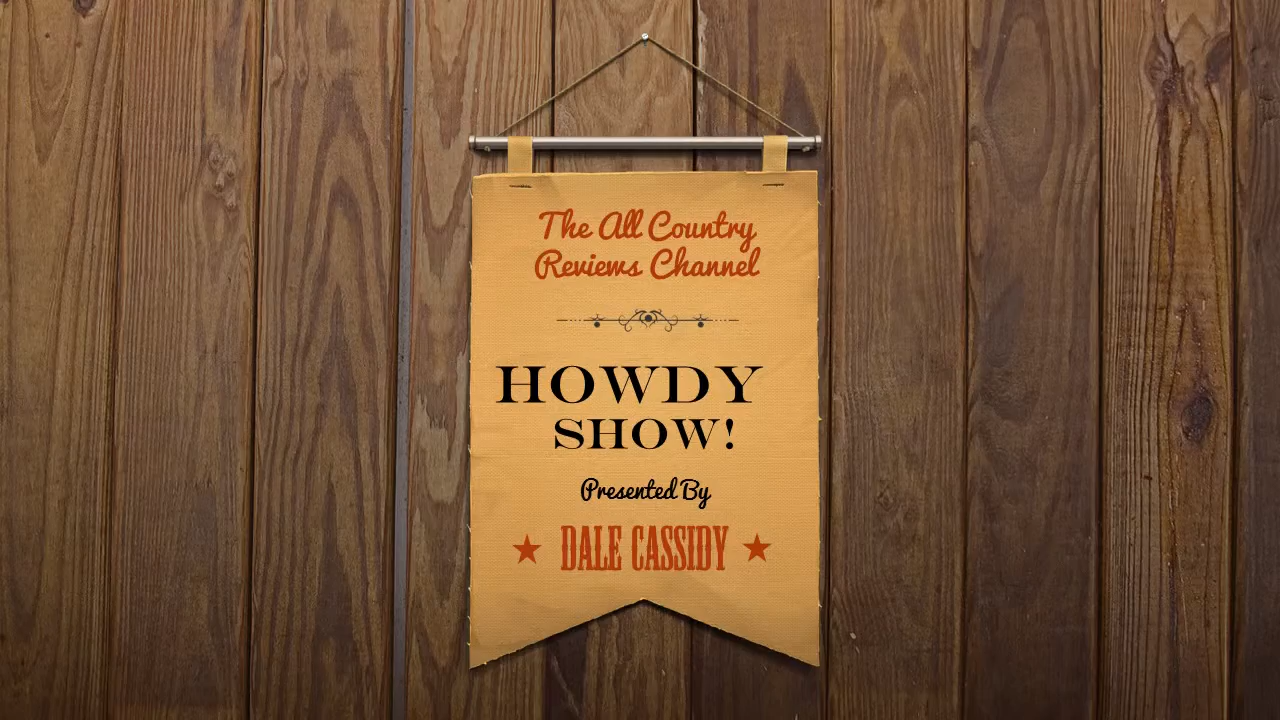 The All Country
Reviews Channel
HOWDY
SHOW!
Presented By
DALE CASSIDY